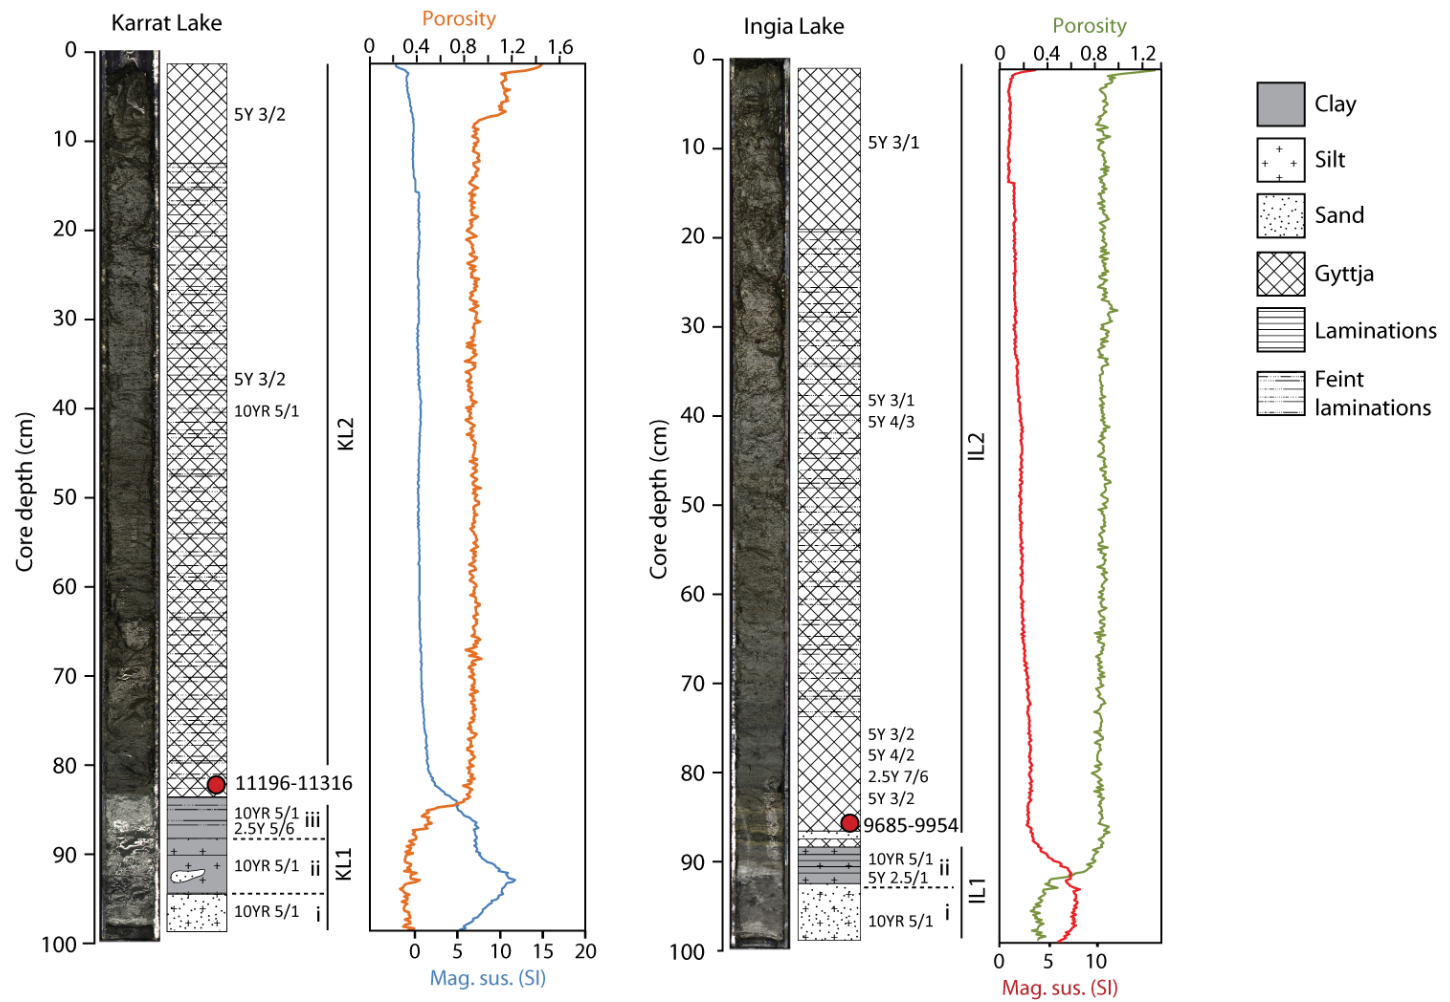 Karrat Lake
Porosity
0 0.4 0.8 1.2 1.6
Core depth (cm)
0
10
20
30
40
50
60
70
80
90
100
5Y 3/2
5Y 3/2
10YR 5/1
11196-11316
10YR 5/1 iii
2.5Y 5/6
10YR 5/1 ii
10YR 5/1 i
KL2
KL1
0 5 10 15 20
Mag. sus. (SI)
Ingia Lake
Porosity
0 0.4 0.8 1.2
Core depth (cm)
0
10
20
30
40
50
60
70
80
90
100
5Y 3/1
5Y 3/1
5Y 4/3
5Y 3/2
5Y 4/2
2.5Y 7/6
5Y 3/2
9685-9954
10YR 5/1 ii
5Y 2.5/1
10YR 5/1 i
IL2
IL1
0 5 10
Mag. sus. (SI)
Clay
Silt
Sand
Gyttja
Laminations
Feint
laminations